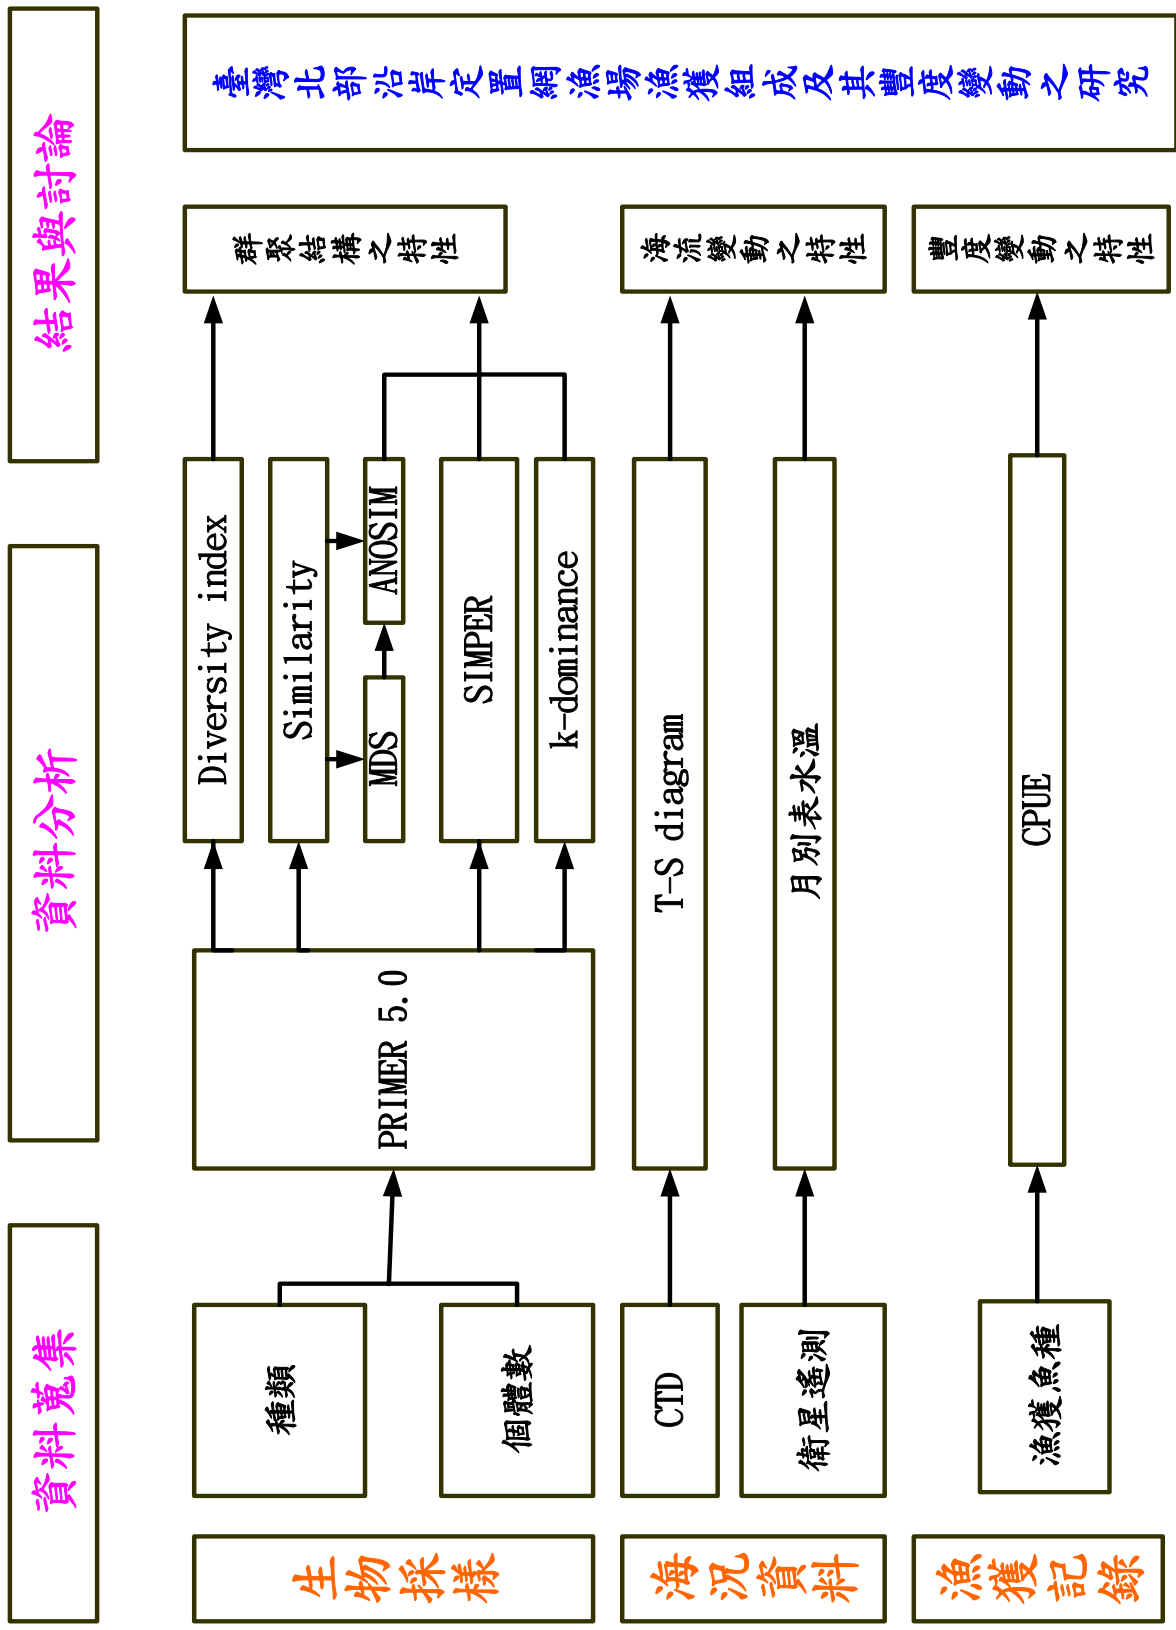 資料蒐集
資料分析
結果與討論
生物採樣
種類
個體數
PRIMER 5.0
Diversity index
Similarity
MDS
ANOSIM
SIMPER
k-dominance
群聚結構之特性
海況資料
CTD
衛星遙測
T-S diagram
月別表水溫
海流變動之特性
漁獲記錄
漁獲魚種
CPUE
豐度變動之特性
臺灣北部沿岸定置網漁場漁獲組成及其豐度變動之研究